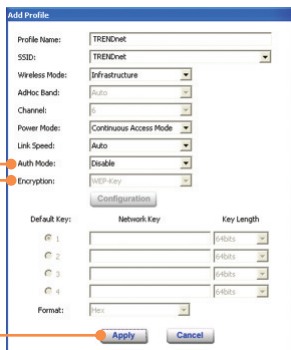 Add Profile
Profile Name: TRENDnet
SSID: TRENDnet
Wireless Mode: Infrastructure
AdHoc Band: Auto
Channel: 6
Power Mode: Continuous Access Mode
Link Speed: Auto
Auth Mode: Disable
Encryption: WEP-Key
Configuration
Default Key: Network Key Key Length
1 64bits
2 64bits
3 64bits
4 64bits
Format: Hex
Apply Cancel